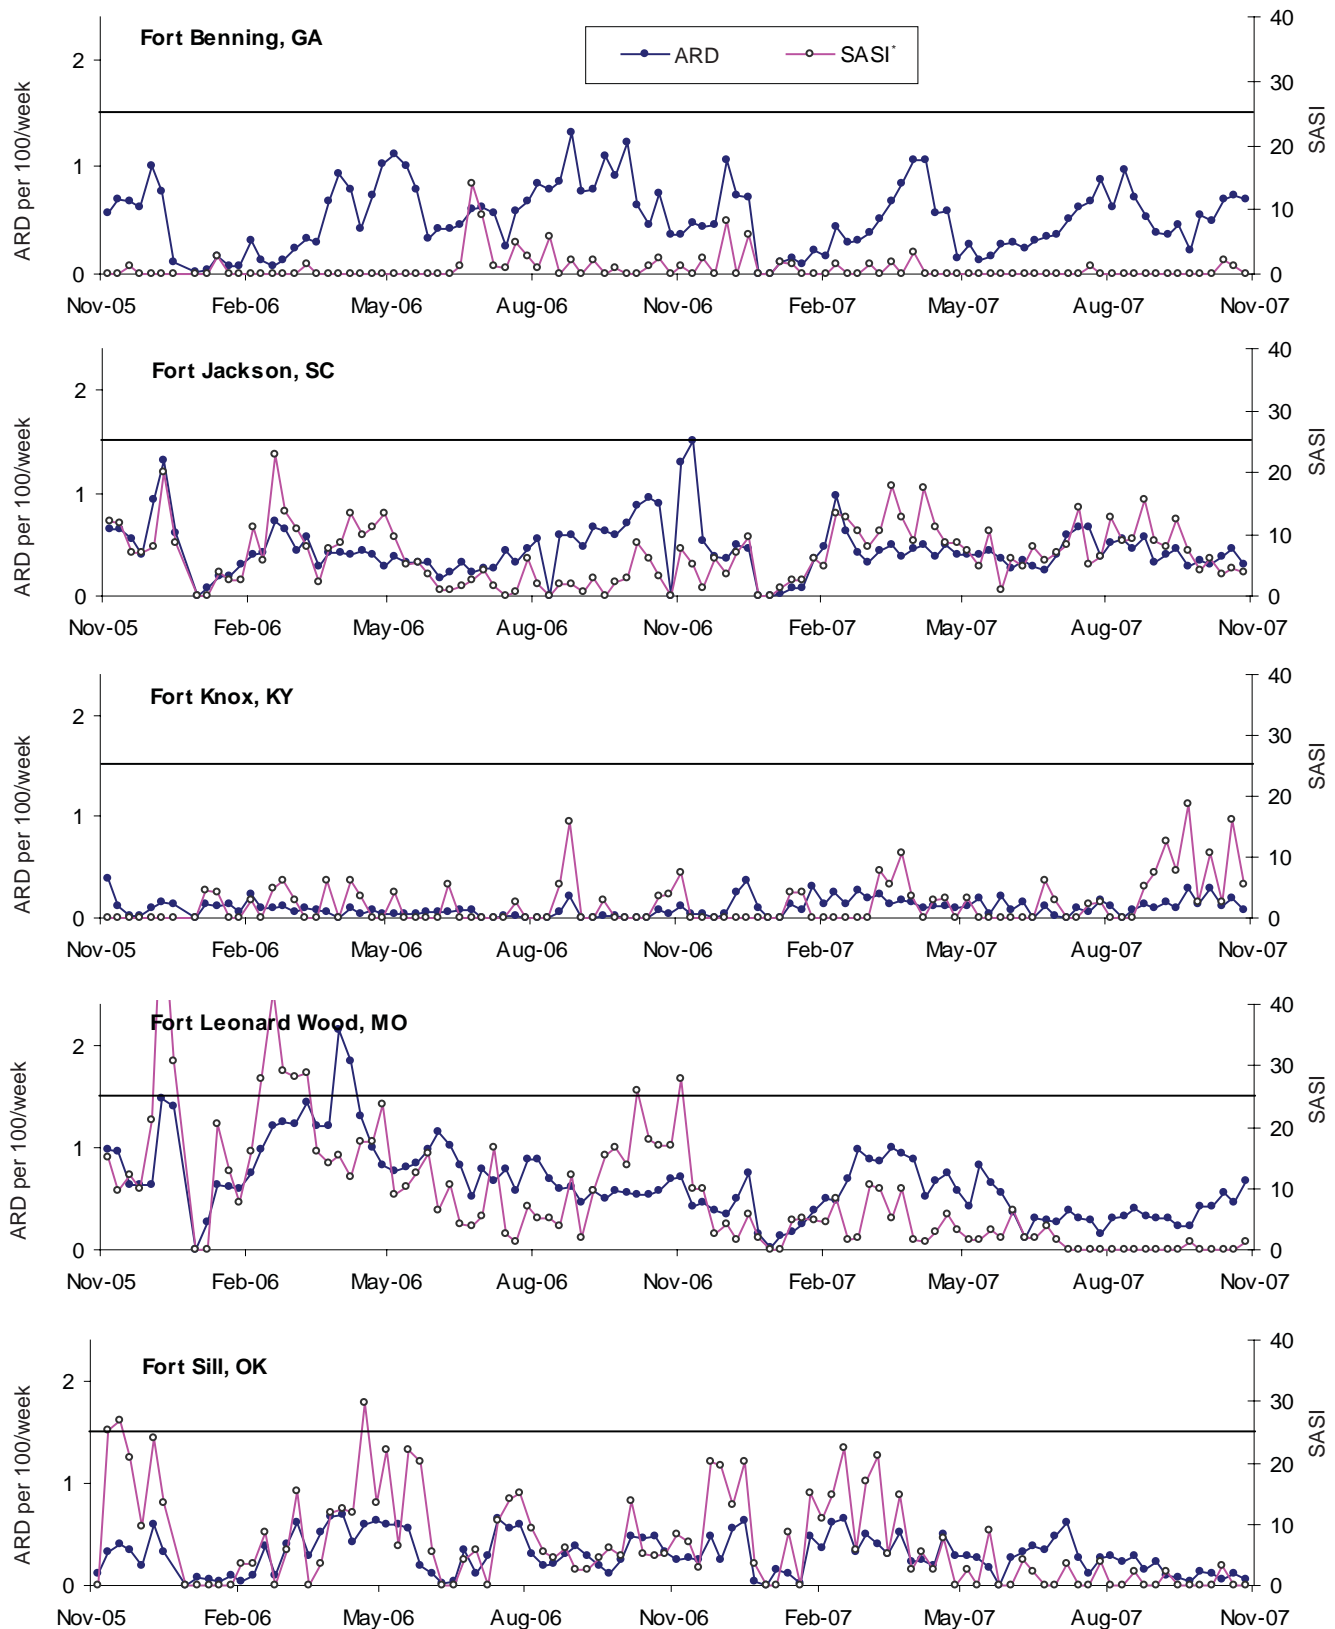 Fort Benning, GA
ARD
SASI*
ARD per 100/week
SASI
2
1
0
40
30
20
10
0
Nov-05
Feb-06
May-06
Aug-06
Nov-06
Feb-07
May-07
Aug-07
Nov-07
Fort Jackson, SC
ARD per 100/week
SASI
2
1
0
40
30
20
10
0
Nov-05
Feb-06
May-06
Aug-06
Nov-06
Feb-07
May-07
Aug-07
Nov-07
Fort Knox, KY
ARD per 100/week
SASI
2
1
0
40
30
20
10
0
Nov-05
Feb-06
May-06
Aug-06
Nov-06
Feb-07
May-07
Aug-07
Nov-07
Fort Leonard Wood, MO
ARD per 100/week
SASI
2
1
0
40
30
20
10
0
Nov-05
Feb-06
May-06
Aug-06
Nov-06
Feb-07
May-07
Aug-07
Nov-07
Fort Sill, OK
ARD per 100/week
SASI
2
1
0
40
30
20
10
0
Nov-05
Feb-06
May-06
Aug-06
Nov-06
Feb-07
May-07
Aug-07
Nov-07